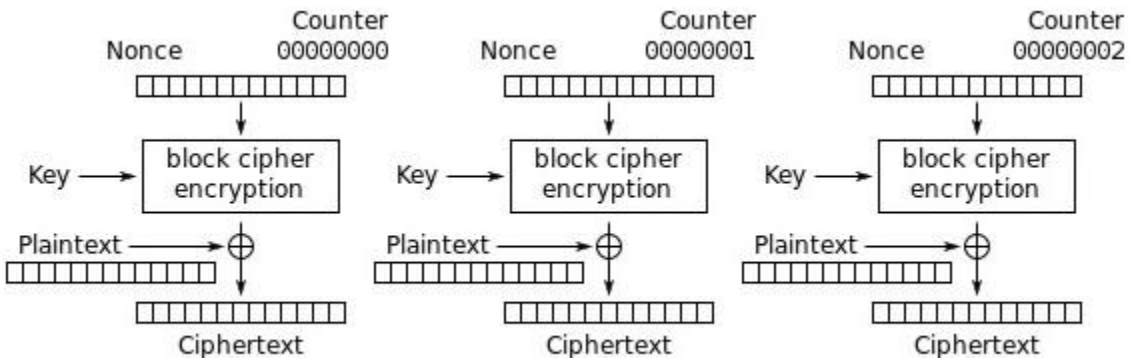 Counter Counter Counter
Nonce 00000000 Nonce 00000001 Nonce 00000002
block cipher block cipher block cipher
Key encryption Key encryption Key encryption
Plaintext Plaintext Plaintext
Ciphertext Ciphertext Ciphertext